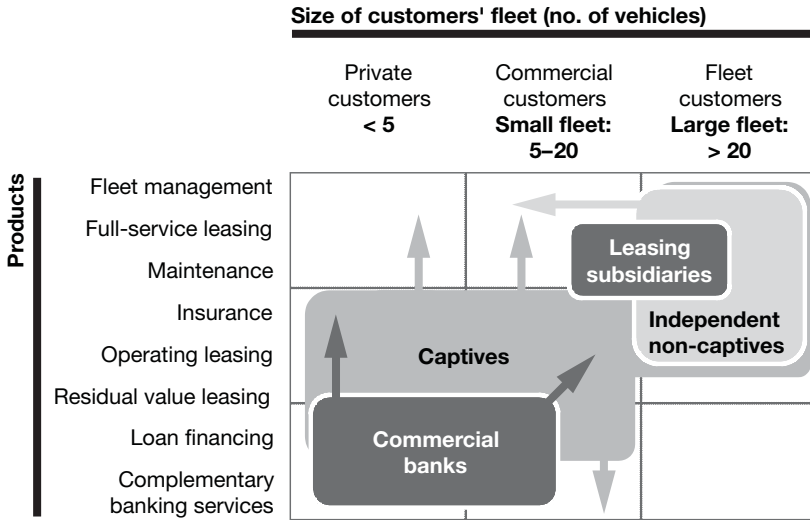 Size of customers' fleet (no. of vehicles)
Private
customers
< 5
Commercial
customers
Small fleet:
5–20
Fleet
customers
Large fleet:
> 20
Products
Fleet management
Full-service leasing
Maintenance
Insurance
Operating leasing
Residual value leasing
Loan financing
Complementary
banking services
Leasing
subsidiaries
Independent
non-captives
Captives
Commercial
banks